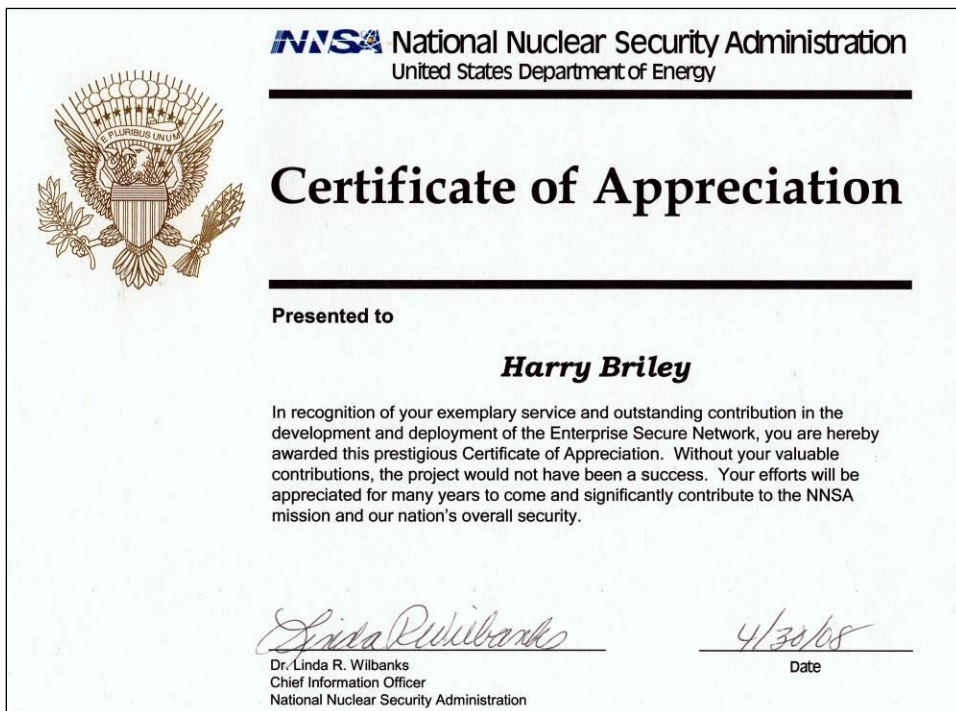 NNSA National Nuclear Security Administration
United States Department of Energy
E PLURIBUS UNUM
Certificate of Appreciation
Presented to
Harry Briley
In recognition of your exemplary service and outstanding contribution in the
development and deployment of the Enterprise Secure Network, you are hereby
awarded this prestigious Certificate of Appreciation.  Without your valuable
contributions, the project would not have been a success.  Your efforts will be
appreciated for many years to come and significantly contribute to the NNSA
mission and our nation's overall security.
Linda R Wilbanks 4/30/08
Dr. Linda R. Wilbanks Date
Chief Information Officer
National Nuclear Security Administration